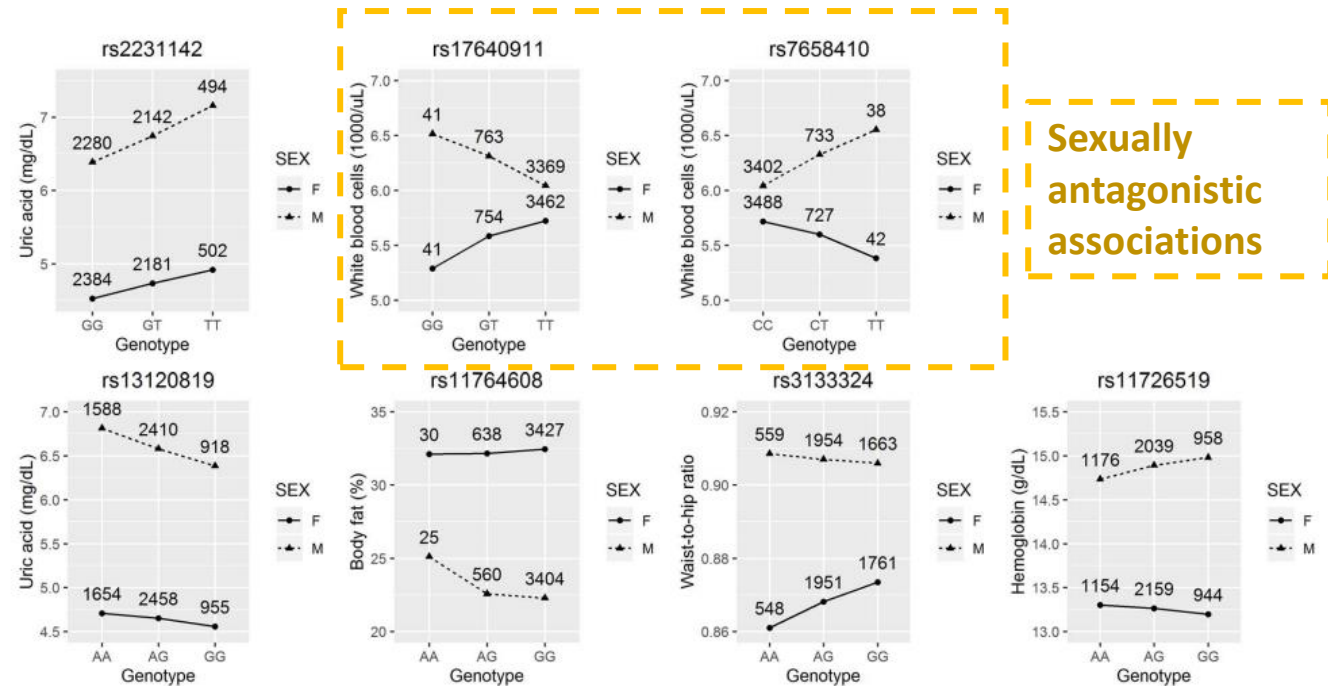 rs2231142
Uric acid (mg/dL)
7
6
5
2280
2142
494
2384
2181
502
GG GT TT
Genotype
SEX
F
M
rs17640911
White blood cells (1000/uL)
7.0
6.5
6.0
5.5
5.0
41
763
3369
41
754
3462
GG GT TT
Genotype
SEX
F
M
rs7658410
White blood cells (1000/uL)
7.0
6.5
6.0
5.5
5.0
3402
733
38
3488
727
42
CC CT TT
Genotype
SEX
F
M
Sexually
antagonistic
associations
rs13120819
Uric acid (mg/dL)
7.0
6.5
6.0
5.5
5.0
4.5
1588
2410
918
1654
2458
955
AA AG GG
Genotype
SEX
F
M
rs11764608
Body fat (%)
35
30
25
20
30
638
3427
25
560
3404
AA AG GG
Genotype
SEX
F
M
rs3133324
Waist-to-hip ratio
0.92
0.90
0.88
0.86
559
1954
1663
548
1951
1761
AA AG GG
Genotype
SEX
F
M
rs11726519
Hemoglobin (g/dL)
15.5
15.0
14.5
14.0
13.5
13.0
1176
2039
958
1154
2159
944
AA AG GG
Genotype
SEX
F
M